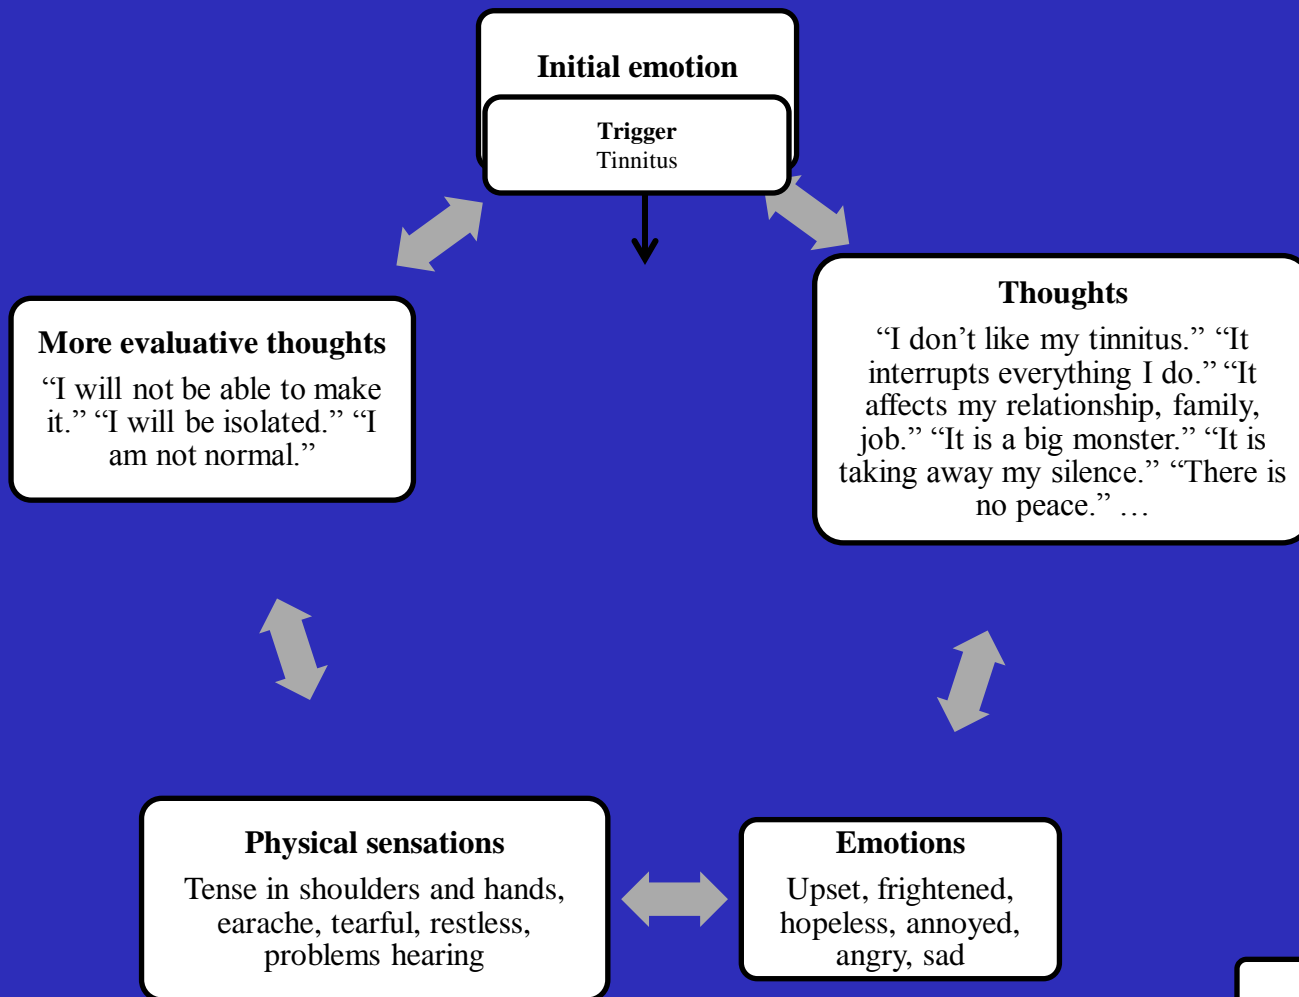 Initial emotion
Trigger
Tinnitus
More evaluative thoughts
“I will not be able to make
it.” “I will be isolated.” “I
am not normal.”
Thoughts
“I don’t like my tinnitus.” “It
interrupts everything I do.” “It
affects my relationship, family,
job.” “It is a big monster.” “It is
taking away my silence.” “There is
no peace.” …
Physical sensations
Tense in shoulders and hands,
earache, tearful, restless,
problems hearing
Emotions
Upset, frightened,
hopeless, annoyed,
angry, sad